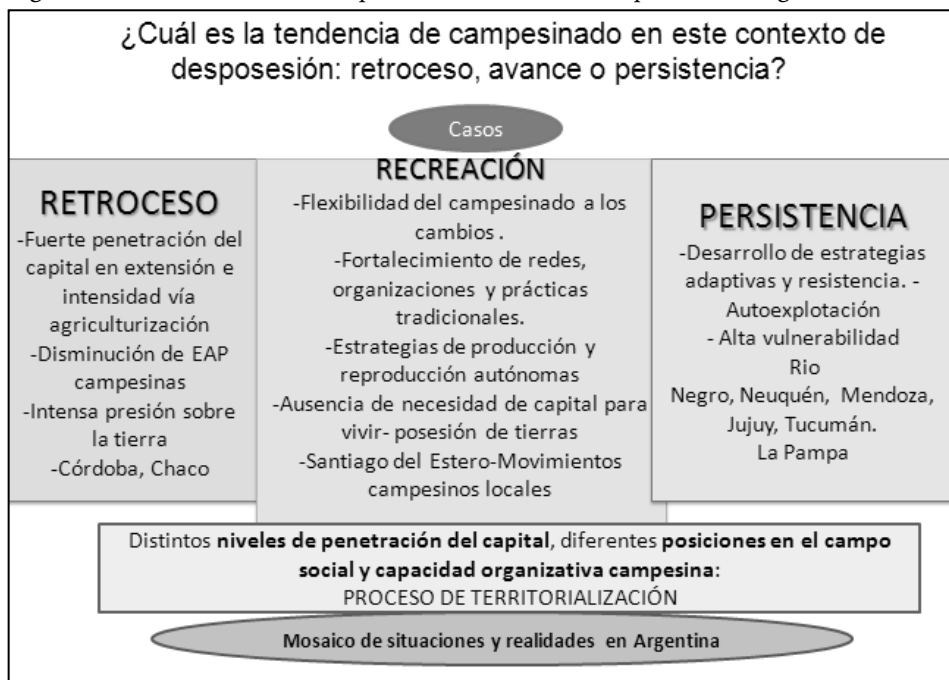 ¿Cuál es la tendencia de campesinado en este contexto de
desposesión: retroceso, avance o persistencia?
Casos
RETROCESO
-Fuerte penetración del
capital en extensión e
intensidad vía
agriculturización
-Disminución de EAP
campesinas
-Intensa presión sobre
la tierra
-Córdoba, Chaco
RECREACIÓN
-Flexibilidad del campesinado a los
cambios .
-Fortalecimiento de redes,
organizaciones y prácticas
tradicionales.
-Estrategias de producción y
reproducción autónomas
-Ausencia de necesidad de capital para
vivir- posesión de tierras
-Santiago del Estero-Movimientos
campesinos locales
PERSISTENCIA
-Desarrollo de estrategias
adaptivas y resistencia. -
Autoexplotación
- Alta vulnerabilidad
Rio
Negro, Neuquén, Mendoza,
Jujuy, Tucumán.
La Pampa
Distintos niveles de penetración del capital, diferentes posiciones en el campo
social y capacidad organizativa campesina:
PROCESO DE TERRITORIALIZACIÓN
Mosaico de situaciones y realidades en Argentina